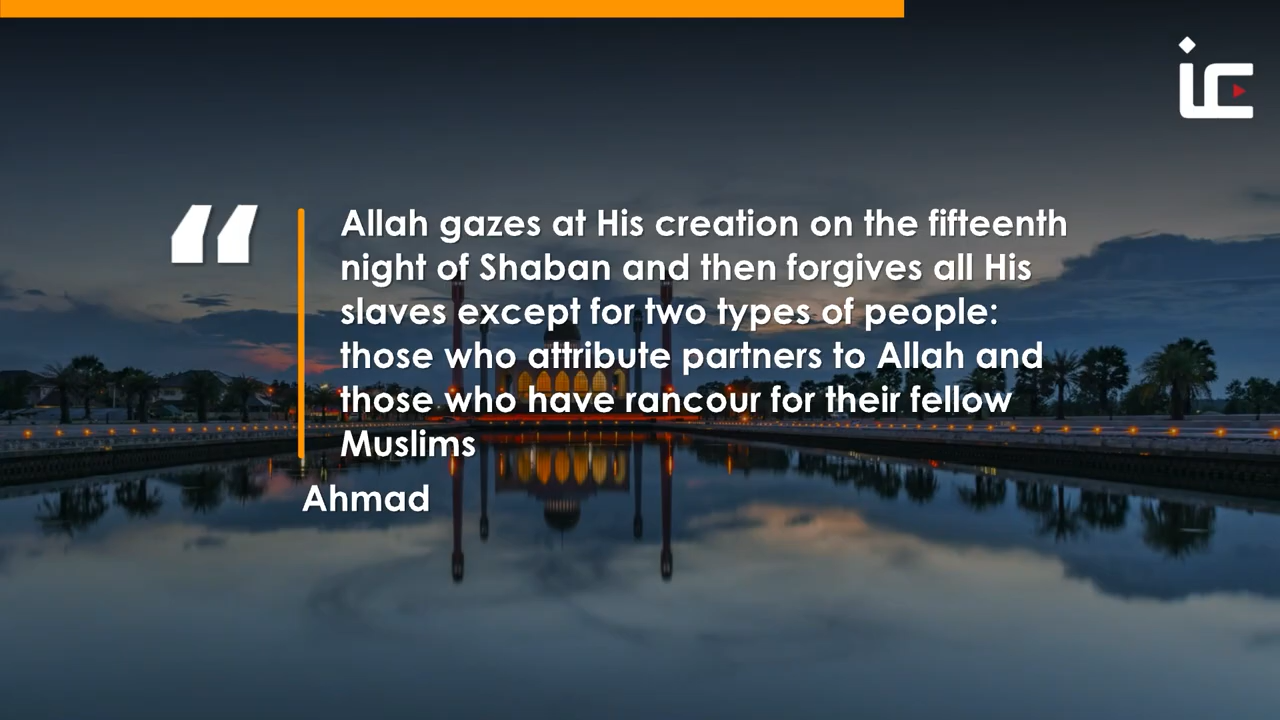 Allah gazes at His creation on the fifteenth
night of Shaban and then forgives all His
slaves except for two types of people:
those who attribute partners to Allah and
those who have rancour for their fellow
Muslims
Ahmad